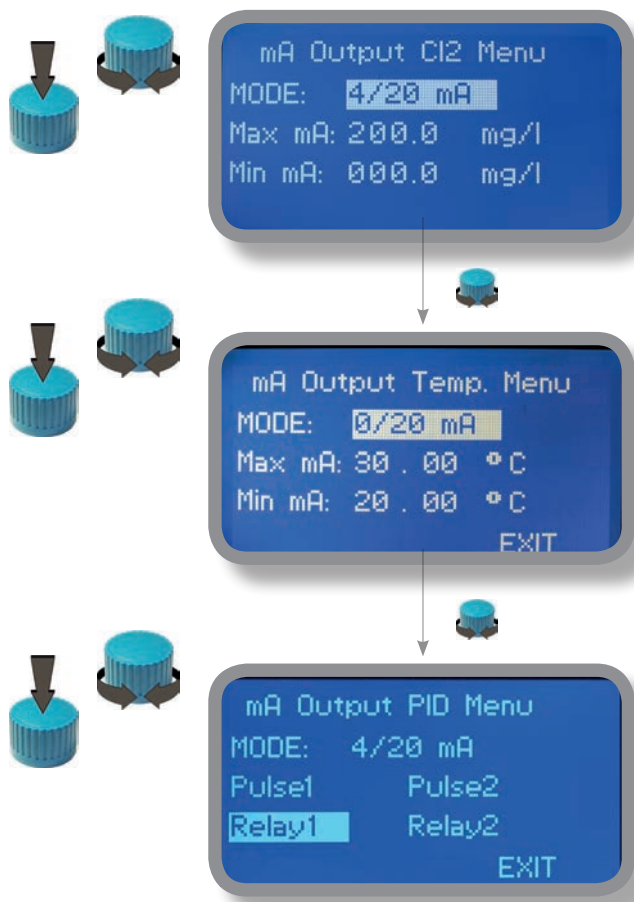 mA Output Cl2 Menu
MODE: 4/20 mA
Max mA: 200.0 mg/l
Min mA: 000.0 mg/l
mA Output Temp. Menu
MODE: 0/20 mA
Max mA: 30 . 00 °C
Min mA: 20 . 00 °C
EXIT
mA Output PID Menu
MODE: 4/20 mA
Pulse1 Pulse2
Relay1 Relay2
EXIT